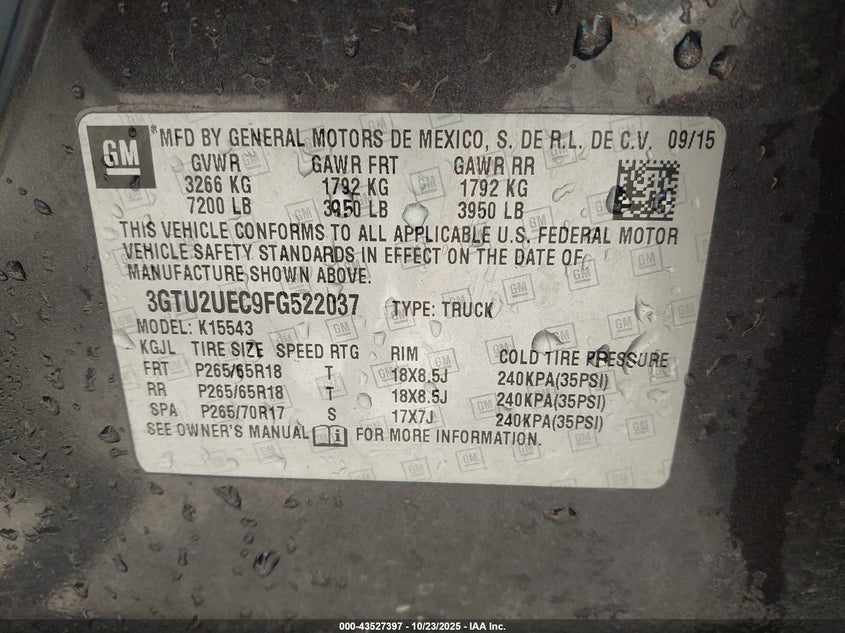 GM ® MFD BY GENERAL MOTORS DE MEXICO, S. DE R.L. DE C.V. 09/15
GVWR GAWR FRT GAWR RR
3266 KG 1792 KG 1792 KG
7200 LB 3950 LB 3950 LB
THIS VEHICLE CONFORMS TO ALL APPLICABLE U.S. FEDERAL MOTOR
VEHICLE SAFETY STANDARDS IN EFFECT ON THE DATE OF
MANUFACTURE SHOWN ABOVE.
3GTU2UEC9FG522037 TYPE: TRUCK
MODEL: K15543
KGJL TIRE SIZE SPEED RTG RIM COLD TIRE PRESSURE
FRT P265/65R18 T 18X8.5J 240KPA(35PSI)
RR P265/65R18 T 18X8.5J 240KPA(35PSI)
SPA P265/70R17 S 17X7J 240KPA(35PSI)
SEE OWNER'S MANUAL FOR MORE INFORMATION.
000-43527397 - 10/23/2025 - IAA Inc.